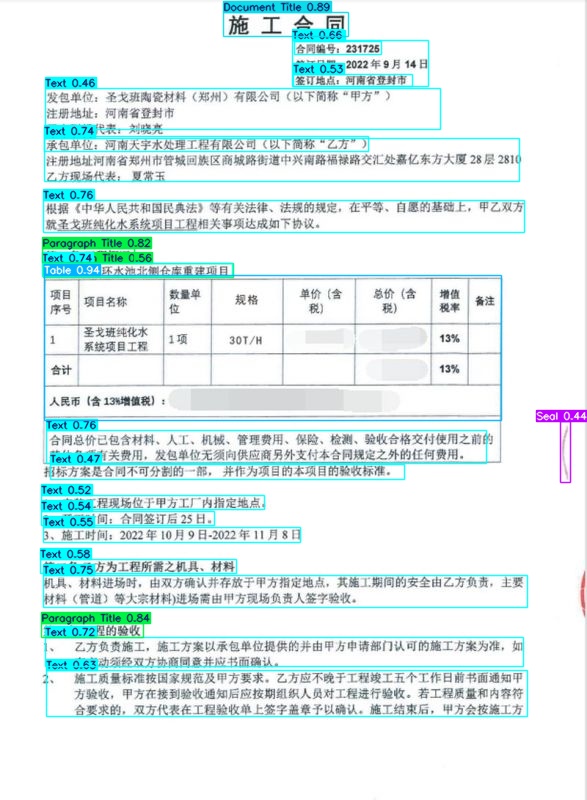 Document Title 0.89
施工合同
Text 0.66
合同编号：231725
2022年9月14日
Text 0.53
签订地点：河南省登封市
Text 0.46
发包单位：圣戈班陶瓷材料（郑州）有限公司（以下简称“甲方”）
注册地址：河南省登封市
代表：刘晓亮
Text 0.74
承包单位：河南天宇水处理工程有限公司（以下简称“乙方”）
注册地址河南省郑州市管城回族区商城路街道中兴南路福禄路交汇处嘉亿东方大厦28层2810
乙方现场代表： 夏常玉
Text 0.76
根据《中华人民共和国民典法》等有关法律、法规的规定，在平等、自愿的基础上，甲乙双方
就圣戈班纯化水系统项目工程相关事项达成如下协议。
Paragraph Title 0.82
Text 0.74 Title 0.56
Table 0.94 环水池北侧仓库重建项目
项目序号 项目名称 数量单位 规格 单价（含税） 总价（含税） 增值税率 备注
1 圣戈班纯化水系统项目工程 1项 30T/H 13%
合计 13%
人民币（含13%增值税）：
Text 0.76
合同总价已包含材料、人工、机械、管理费用、保险、检测、验收合格交付使用之前的
有关费用，发包单位无须向供应商另外支付本合同规定之外的任何费用。
Text 0.47
招标方案是合同不可分割的一部，并作为项目的本项目的验收标准。
Seal 0.44
Text 0.52
工程现场位于甲方工厂内指定地点。
Text 0.54
时间：合同签订后25日。
Text 0.55
3、施工时间：2022年10月9日-2022年11月8日
Text 0.58
方为工程所需之机具、材料
Text 0.75
机具、材料进场时，由双方确认并存放于甲方指定地点，其施工期间的安全由乙方负责，主要
材料（管道）等大宗材料)进场需由甲方现场负责人签字验收。
Paragraph Title 0.84
Text 0.72 程的验收
1、 乙方负责施工，施工方案以承包单位提供的并由甲方申请部门认可的施工方案为准，如
动须经双方协商同意并应书面确认。
Text 0.63
2、 施工质量标准按国家规范及甲方要求。乙方应不晚于工程竣工五个工作日前书面通知甲
方验收，甲方在接到验收通知后应按期组织人员对工程进行验收。若工程质量和内容符
合要求的，双方代表在工程验收单上签字盖章予以确认。施工结束后，甲方会按施工方